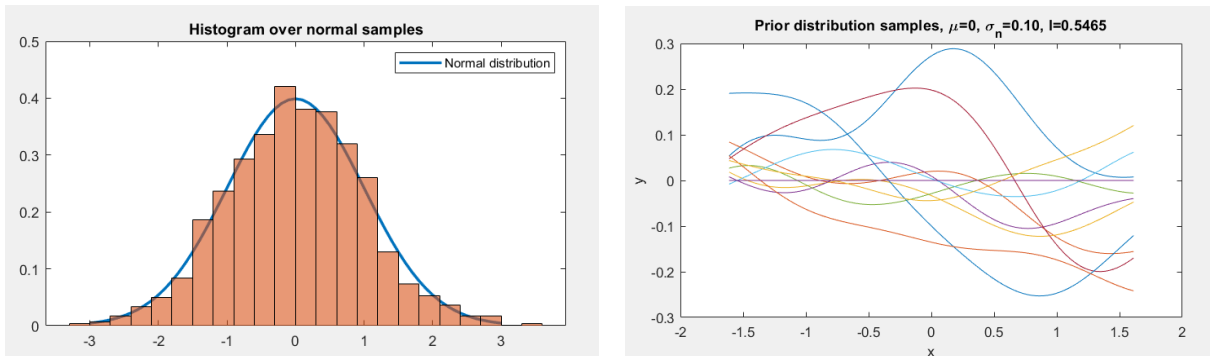 Histogram over normal samples
Normal distribution
0.5
0.4
0.3
0.2
0.1
0
-3 -2 -1 0 1 2 3
Prior distribution samples, μ=0, σn=0.10, l=0.5465
0.3
0.2
0.1
0
-0.1
-0.2
-0.3
y
-2 -1.5 -1 -0.5 0 0.5 1 1.5 2
x